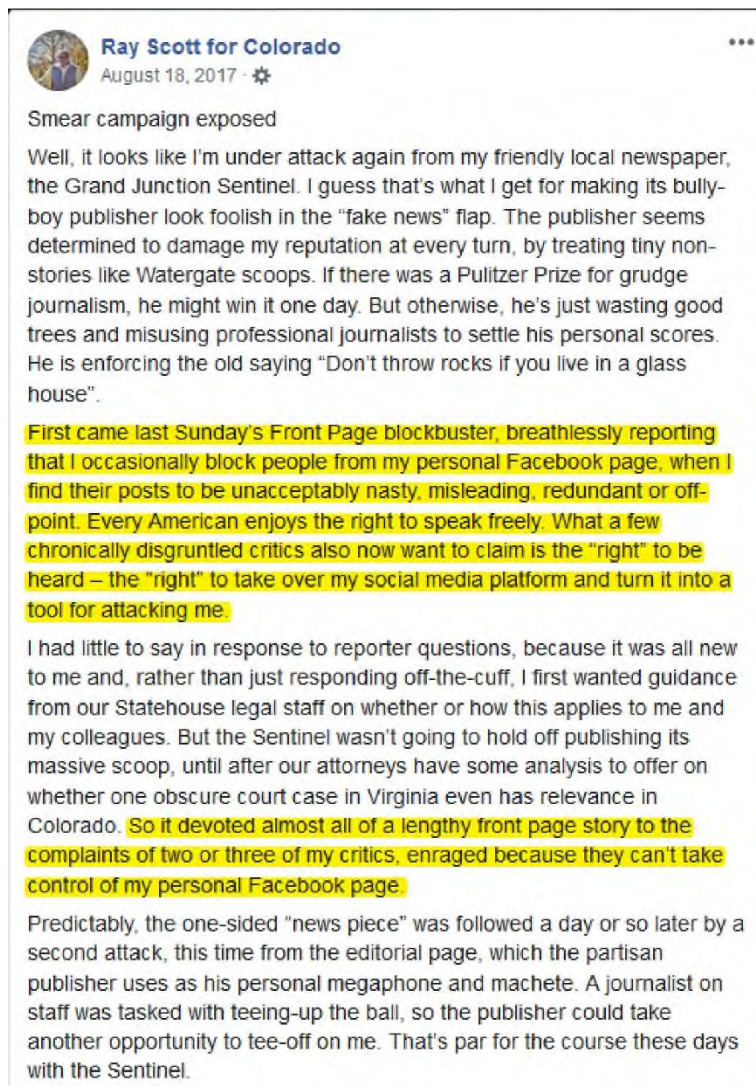 Ray Scott for Colorado
August 18, 2017 ·
Smear campaign exposed
Well, it looks like I'm under attack again from my friendly local newspaper,
the Grand Junction Sentinel. I guess that's what I get for making its bully-
boy publisher look foolish in the “fake news” flap. The publisher seems
determined to damage my reputation at every turn, by treating tiny non-
stories like Watergate scoops. If there was a Pulitzer Prize for grudge
journalism, he might win it one day. But otherwise, he's just wasting good
trees and misusing professional journalists to settle his personal scores.
He is enforcing the old saying “Don't throw rocks if you live in a glass
house”.
First came last Sunday's Front Page blockbuster, breathlessly reporting
that I occasionally block people from my personal Facebook page, when I
find their posts to be unacceptably nasty, misleading, redundant or off-
point. Every American enjoys the right to speak freely. What a few
chronically disgruntled critics also now want to claim is the “right” to be
heard – the “right” to take over my social media platform and turn it into a
tool for attacking me.
I had little to say in response to reporter questions, because it was all new
to me and, rather than just responding off-the-cuff, I first wanted guidance
from our Statehouse legal staff on whether or how this applies to me and
my colleagues. But the Sentinel wasn't going to hold off publishing its
massive scoop, until after our attorneys have some analysis to offer on
whether one obscure court case in Virginia even has relevance in
Colorado. So it devoted almost all of a lengthy front page story to the
complaints of two or three of my critics, enraged because they can't take
control of my personal Facebook page.
Predictably, the one-sided “news piece” was followed a day or so later by a
second attack, this time from the editorial page, which the partisan
publisher uses as his personal megaphone and machete. A journalist on
staff was tasked with teeing-up the ball, so the publisher could take
another opportunity to tee-off on me. That's par for the course these days
with the Sentinel.